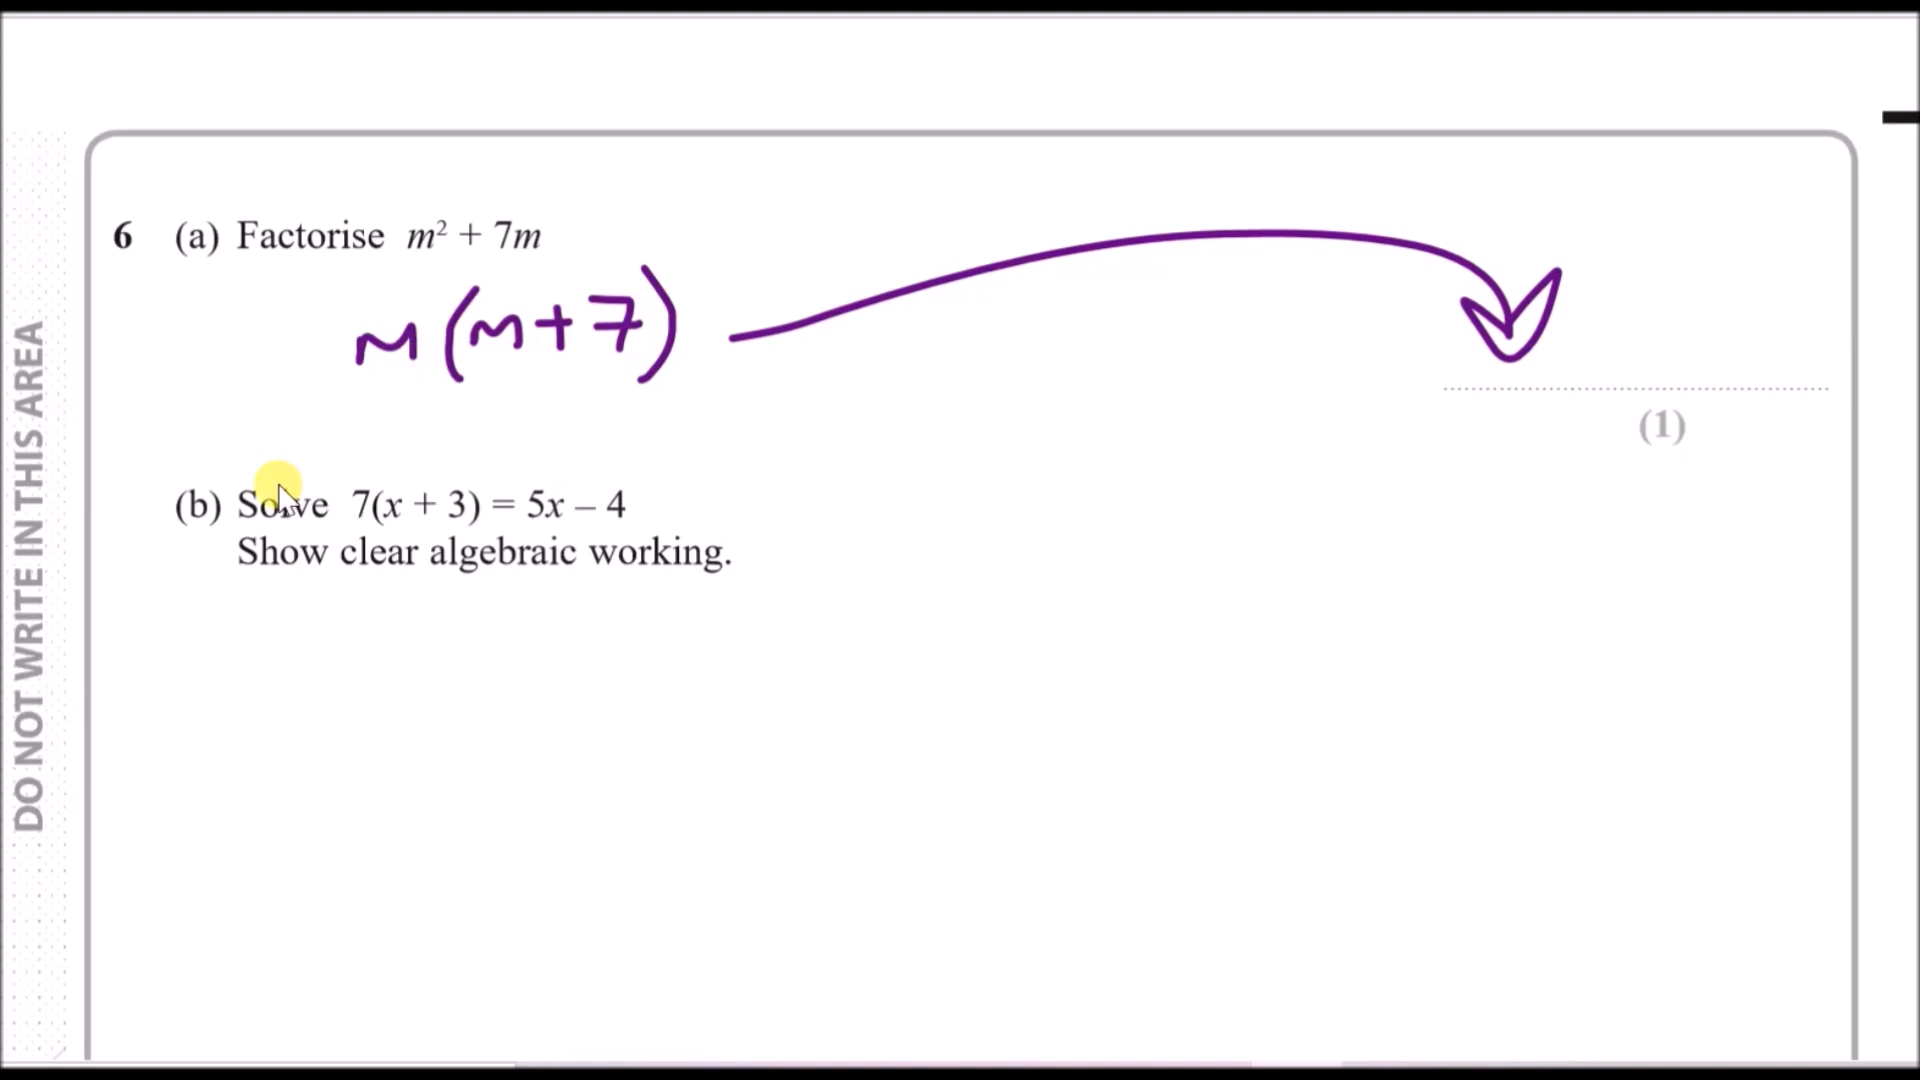 6 (a) Factorise m² + 7m
m(m+7)
(1)
(b) Solve 7(x + 3) = 5x – 4
Show clear algebraic working.
DO NOT WRITE IN THIS AREA